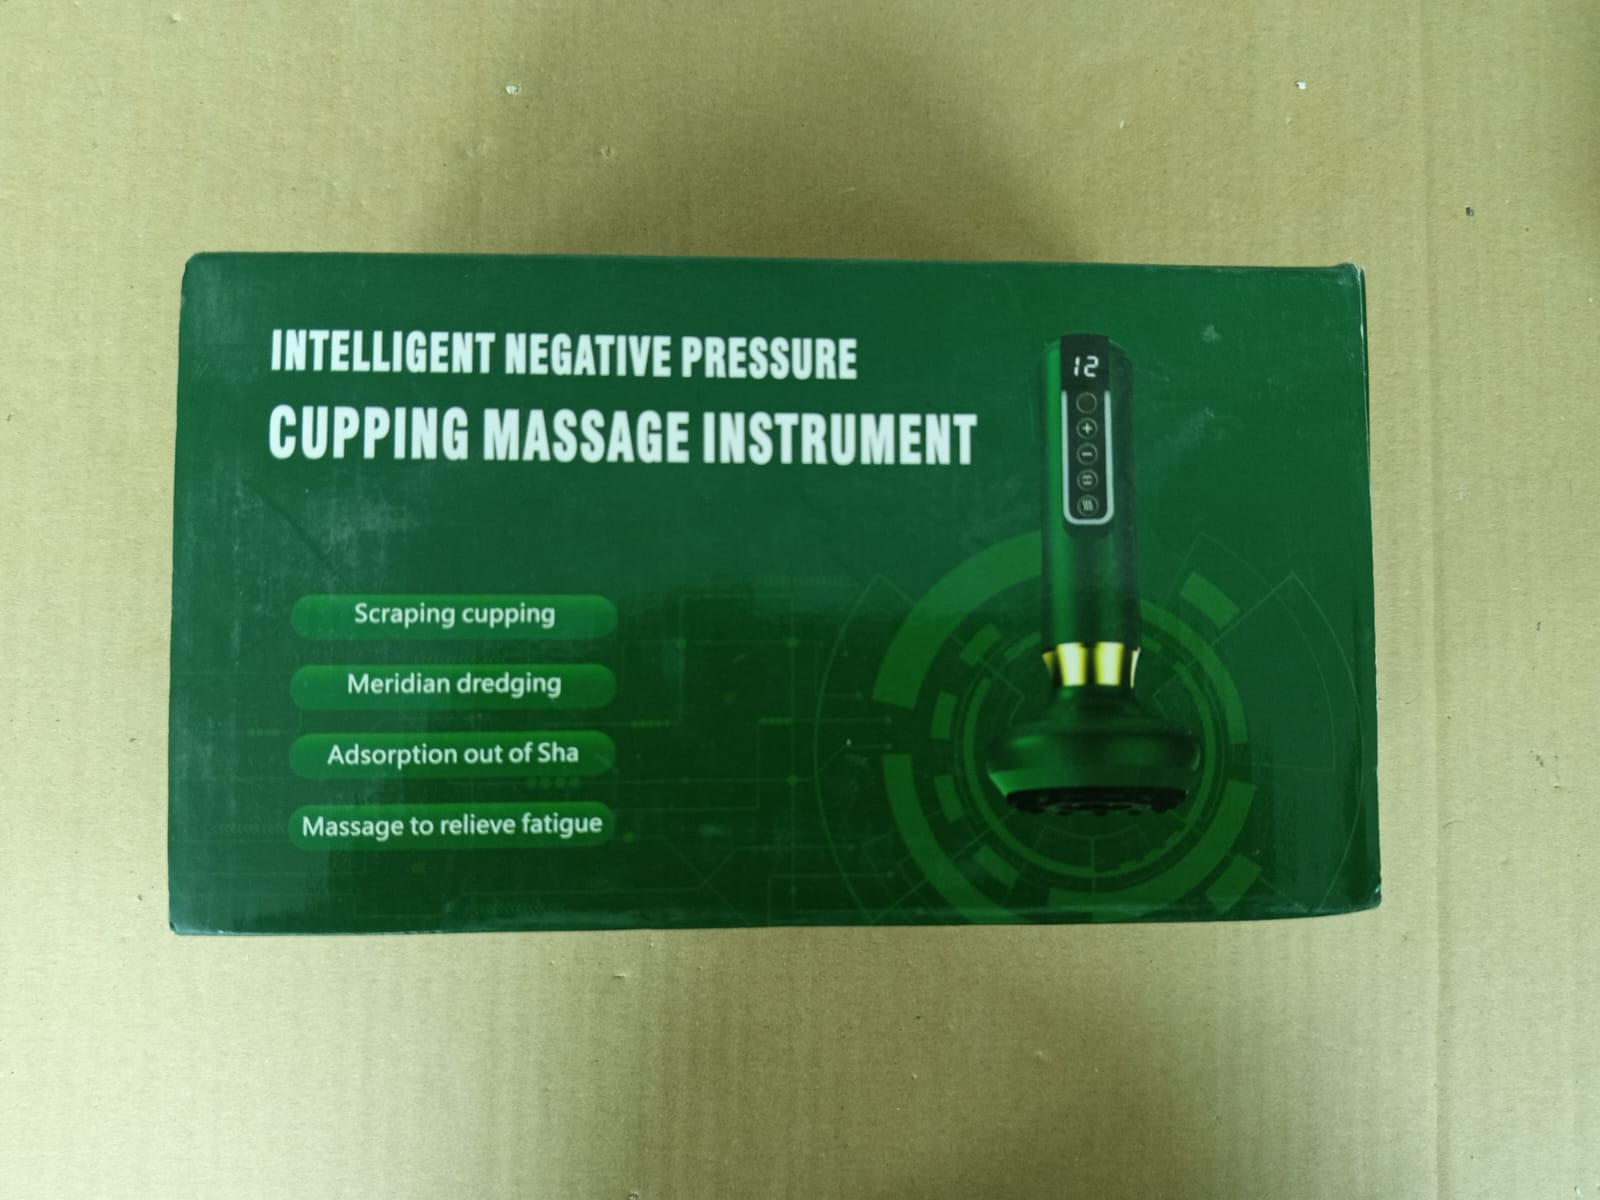 INTELLIGENT NEGATIVE PRESSURE
CUPPING MASSAGE INSTRUMENT
12
Scraping cupping
Meridian dredging
Adsorption out of Sha
Massage to relieve fatigue